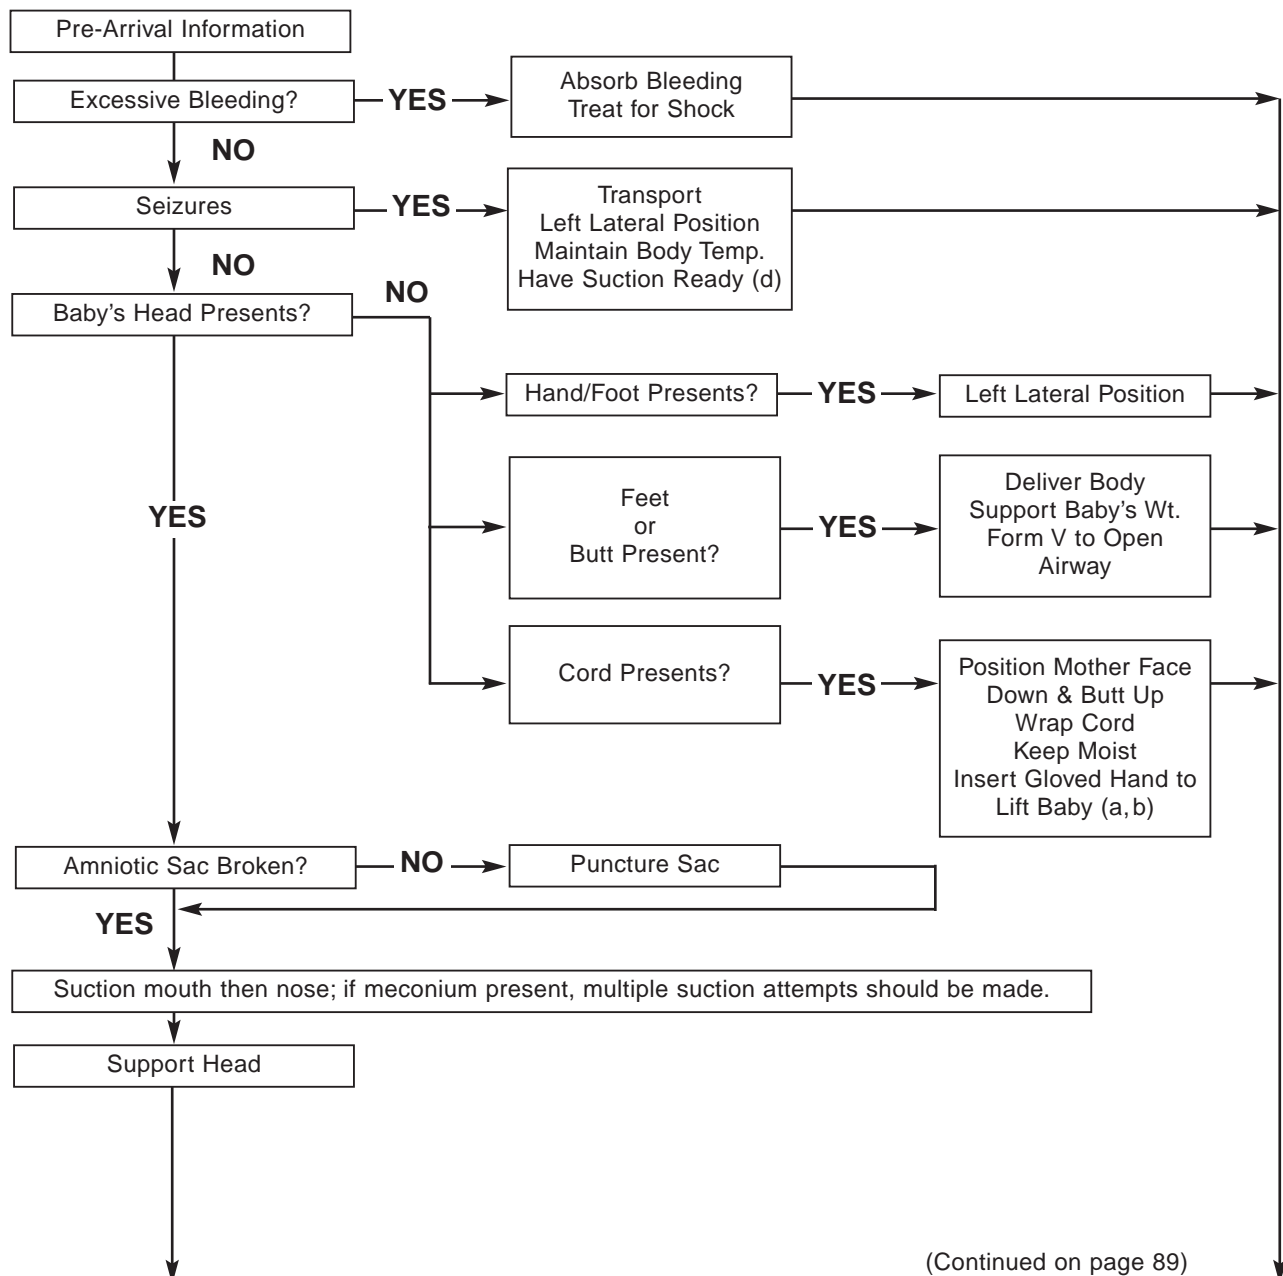 Pre-Arrival Information
Excessive Bleeding?
YES
Absorb Bleeding
Treat for Shock
NO
Seizures
YES
Transport
Left Lateral Position
Maintain Body Temp.
Have Suction Ready (d)
NO
Baby's Head Presents?
NO
Hand/Foot Presents?
YES
Left Lateral Position
YES
Feet
or
Butt Present?
YES
Deliver Body
Support Baby's Wt.
Form V to Open
Airway
Cord Presents?
YES
Position Mother Face
Down & Butt Up
Wrap Cord
Keep Moist
Insert Gloved Hand to
Lift Baby (a,b)
Amniotic Sac Broken?
NO
Puncture Sac
YES
Suction mouth then nose; if meconium present, multiple suction attempts should be made.
Support Head
(Continued on page 89)